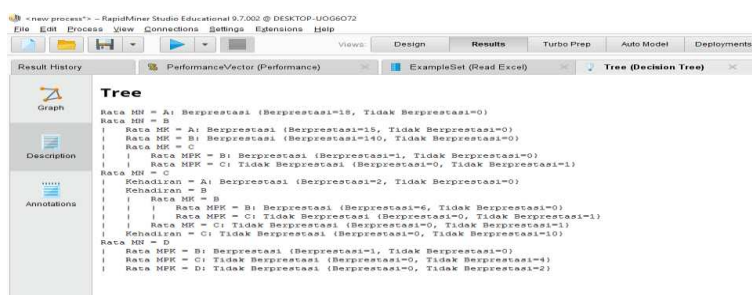 <new process*> – RapidMiner Studio Educational 9.7.002 @ DESKTOP-UOG6O72
File Edit Process View Connections Settings Extensions Help
Views: Design Results Turbo Prep Auto Model Deployments
Result History PerformanceVector (Performance) ExampleSet (Read Excel) Tree (Decision Tree)
Graph
Description
Annotations
Tree
Rata MN = A: Berprestasi {Berprestasi=18, Tidak Berprestasi=0}
Rata MN = B
| Rata MK = A: Berprestasi {Berprestasi=15, Tidak Berprestasi=0}
| Rata MK = B: Berprestasi {Berprestasi=140, Tidak Berprestasi=0}
| Rata MK = C
| | Rata MPK = B: Berprestasi {Berprestasi=1, Tidak Berprestasi=0}
| | Rata MPK = C: Tidak Berprestasi {Berprestasi=0, Tidak Berprestasi=1}
Rata MN = C
| Kehadiran = A: Berprestasi {Berprestasi=2, Tidak Berprestasi=0}
| Kehadiran = B
| | Rata MK = B
| | | Rata MPK = B: Berprestasi {Berprestasi=6, Tidak Berprestasi=0}
| | | Rata MPK = C: Tidak Berprestasi {Berprestasi=0, Tidak Berprestasi=1}
| | Rata MK = C: Tidak Berprestasi {Berprestasi=0, Tidak Berprestasi=1}
| Kehadiran = C: Tidak Berprestasi {Berprestasi=0, Tidak Berprestasi=10}
Rata MN = D
| Rata MPK = B: Berprestasi {Berprestasi=1, Tidak Berprestasi=0}
| Rata MPK = C: Tidak Berprestasi {Berprestasi=0, Tidak Berprestasi=4}
| Rata MPK = D: Tidak Berprestasi {Berprestasi=0, Tidak Berprestasi=2}